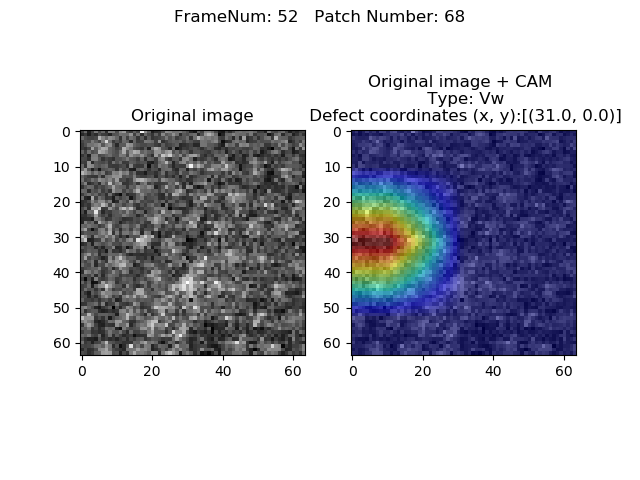 FrameNum: 52   Patch Number: 68
Original image
0
10
20
30
40
50
60
0 20 40 60
Original image + CAM
Type: Vw
Defect coordinates (x, y):[(31.0, 0.0)]
0
10
20
30
40
50
60
0 20 40 60